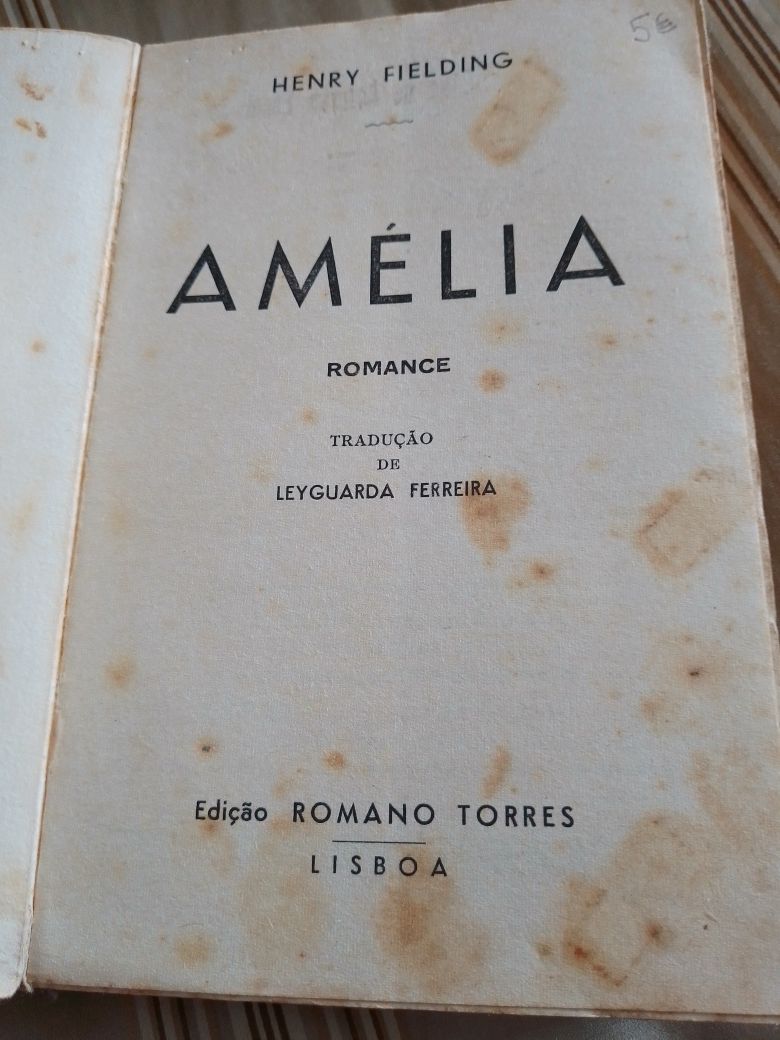 5€
HENRY FIELDING
AMÉLIA
ROMANCE
TRADUÇÃO
DE
LEYGUARDA FERREIRA
Edição ROMANO TORRES
LISBOA